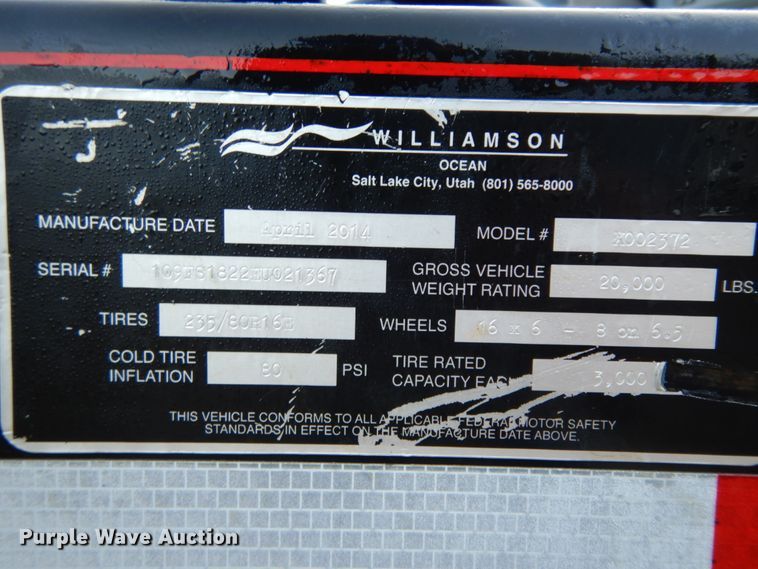 WILLIAMSON
OCEAN
Salt Lake City, Utah (801) 565-8000
MANUFACTURE DATE April 2014 MODEL # X002372
SERIAL # GROSS VEHICLE WEIGHT RATING 20,000 LBS.
TIRES 235/80R16E WHEELS 16 x 6 - 8 on 6.5
COLD TIRE INFLATION 80 PSI TIRE RATED CAPACITY EACH 3,000
THIS VEHICLE CONFORMS TO ALL APPLICABLE FEDERAL MOTOR SAFETY
STANDARDS IN EFFECT ON THE MANUFACTURE DATE ABOVE.
Purple Wave Auction